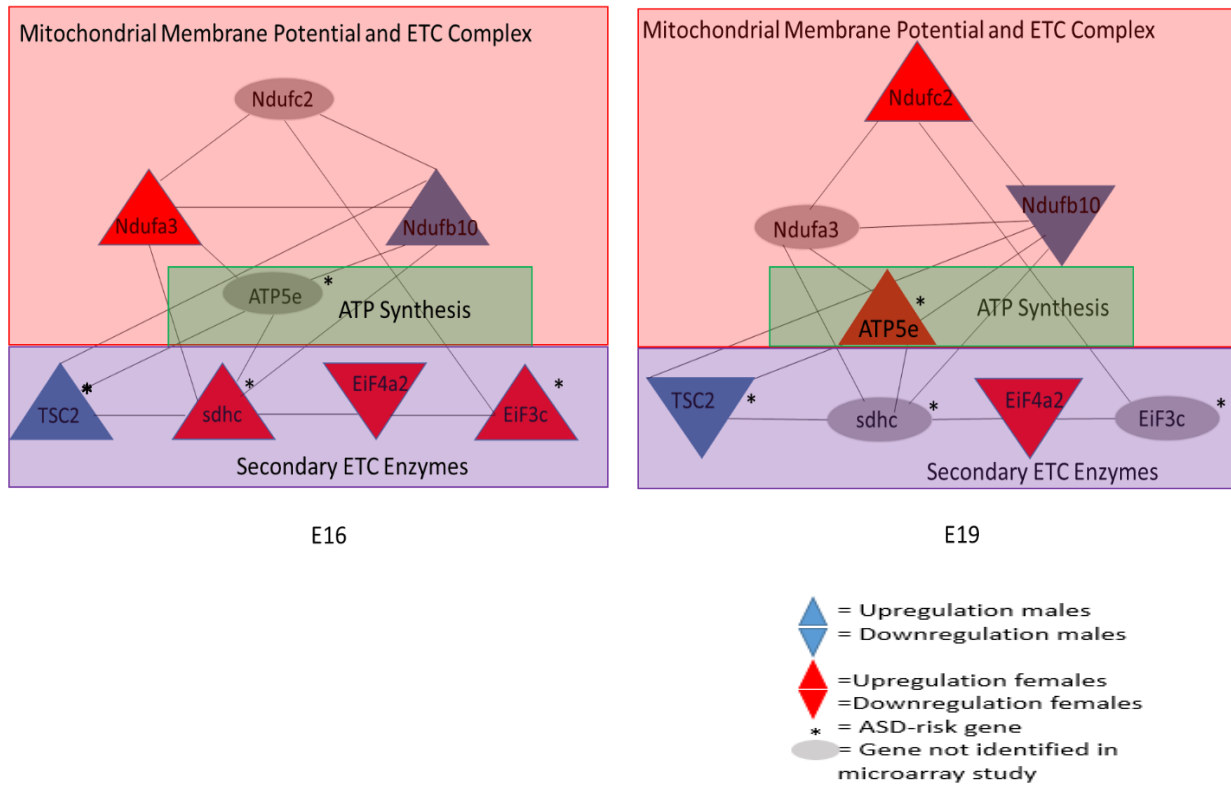 Mitochondrial Membrane Potential and ETC Complex
Ndufc2
Ndufa3
Ndufb10
ATP5e
*
ATP Synthesis
TSC2
*
sdhc
*
EiF4a2
EiF3c
*
Secondary ETC Enzymes
E16
Mitochondrial Membrane Potential and ETC Complex
Ndufc2
Ndufa3
Ndufb10
ATP5e
*
ATP Synthesis
TSC2
*
sdhc
*
EiF4a2
EiF3c
*
Secondary ETC Enzymes
E19
= Upregulation males
= Downregulation males
=Upregulation females
=Downregulation females
* = ASD-risk gene
= Gene not identified in
microarray study